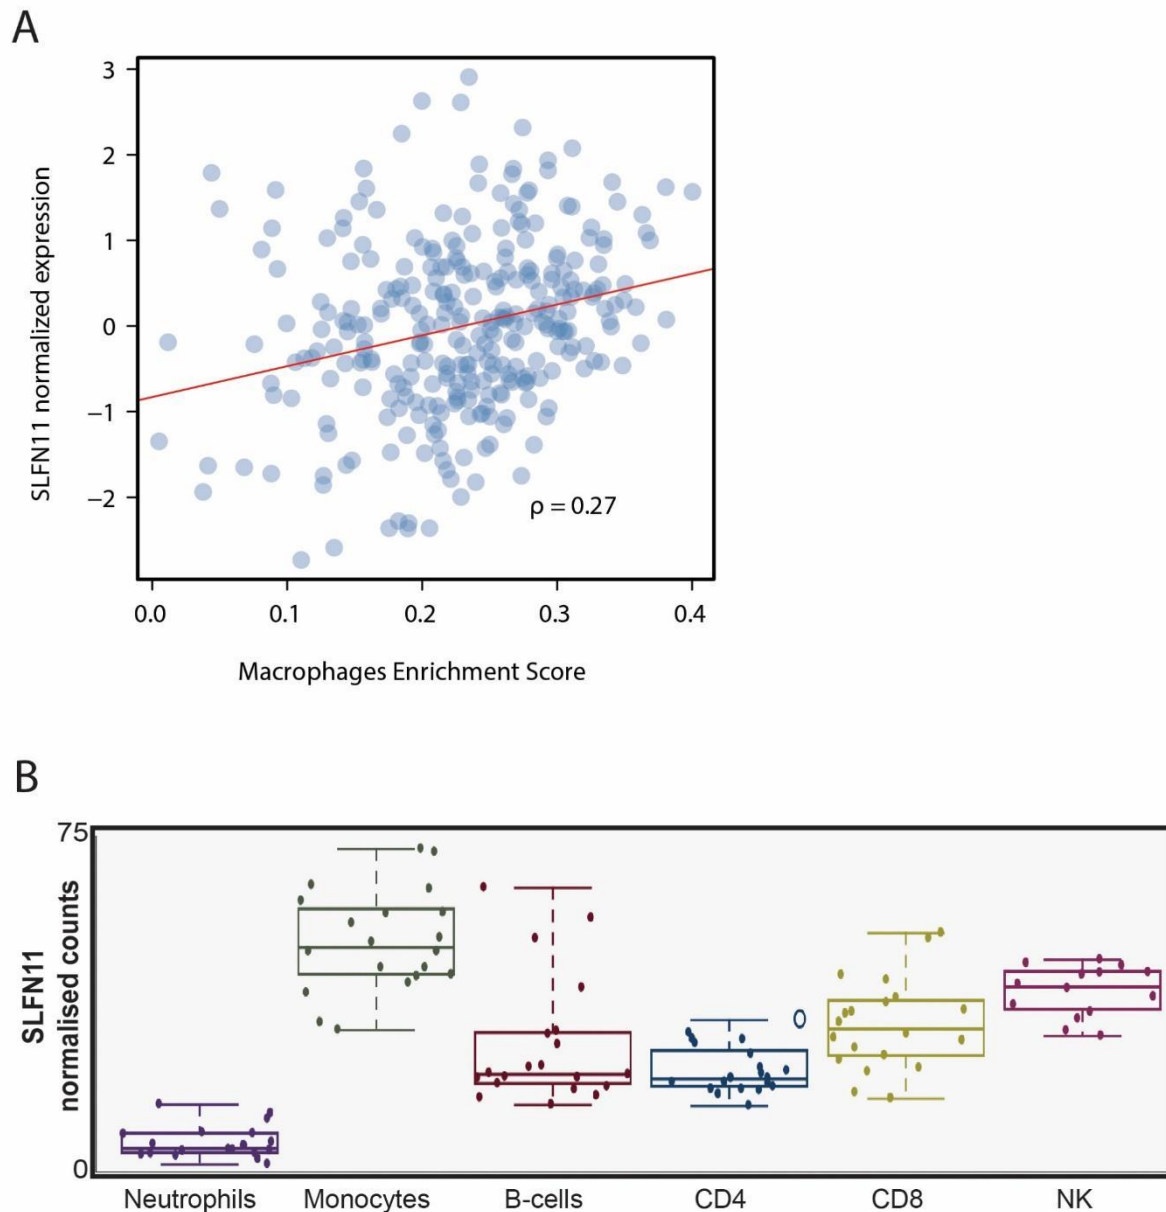 A
3
2
1
0
−1
−2
SLFN11 normalized expression
ρ = 0.27
0.0 0.1 0.2 0.3 0.4
Macrophages Enrichment Score
B
75
0
SLFN11
normalised counts
Neutrophils Monocytes B-cells CD4 CD8 NK